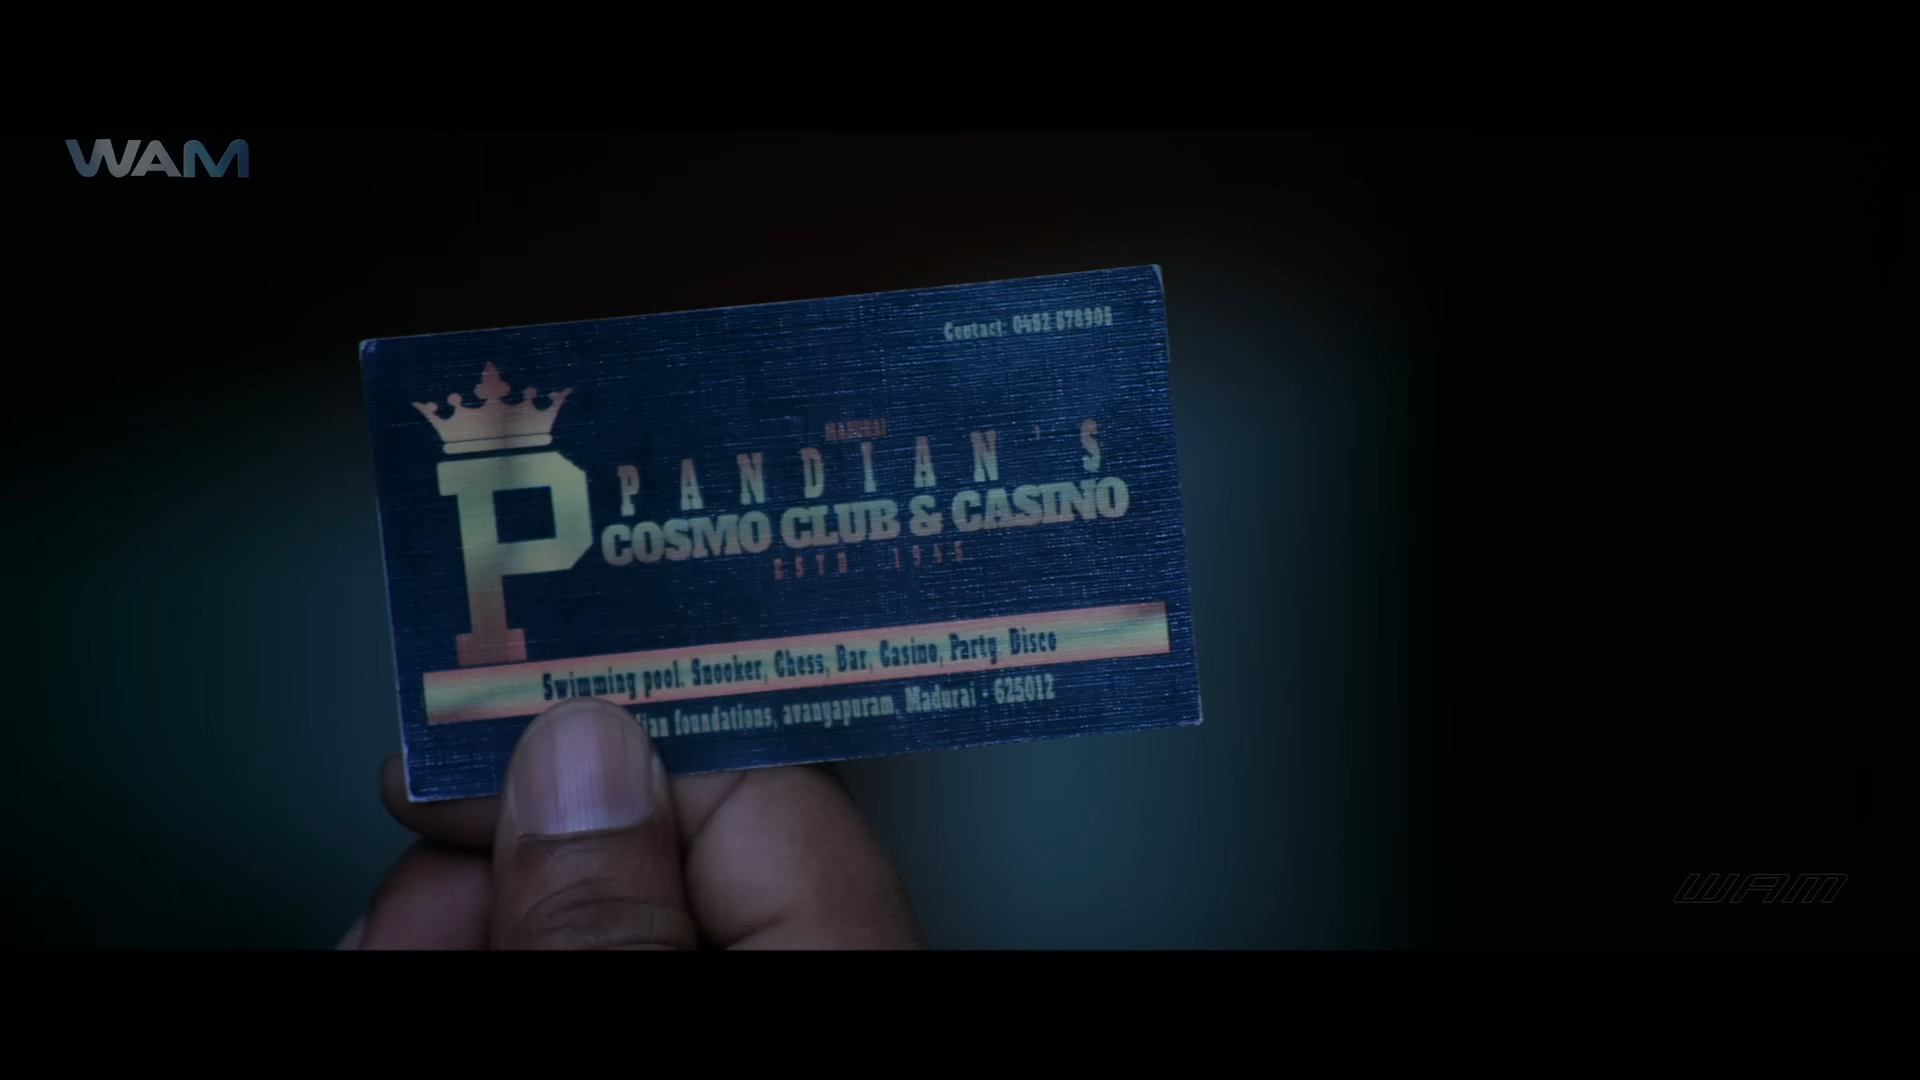 WAM
Contact: 0462 678905
MADURAI
PANDIAN'S
P
COSMO CLUB & CASINO
ESTD. 1955
Swimming pool. Snooker, Chess, Bar, Casino, Party. Disco
foundations, avanyapuram, Madurai - 625012
WAM